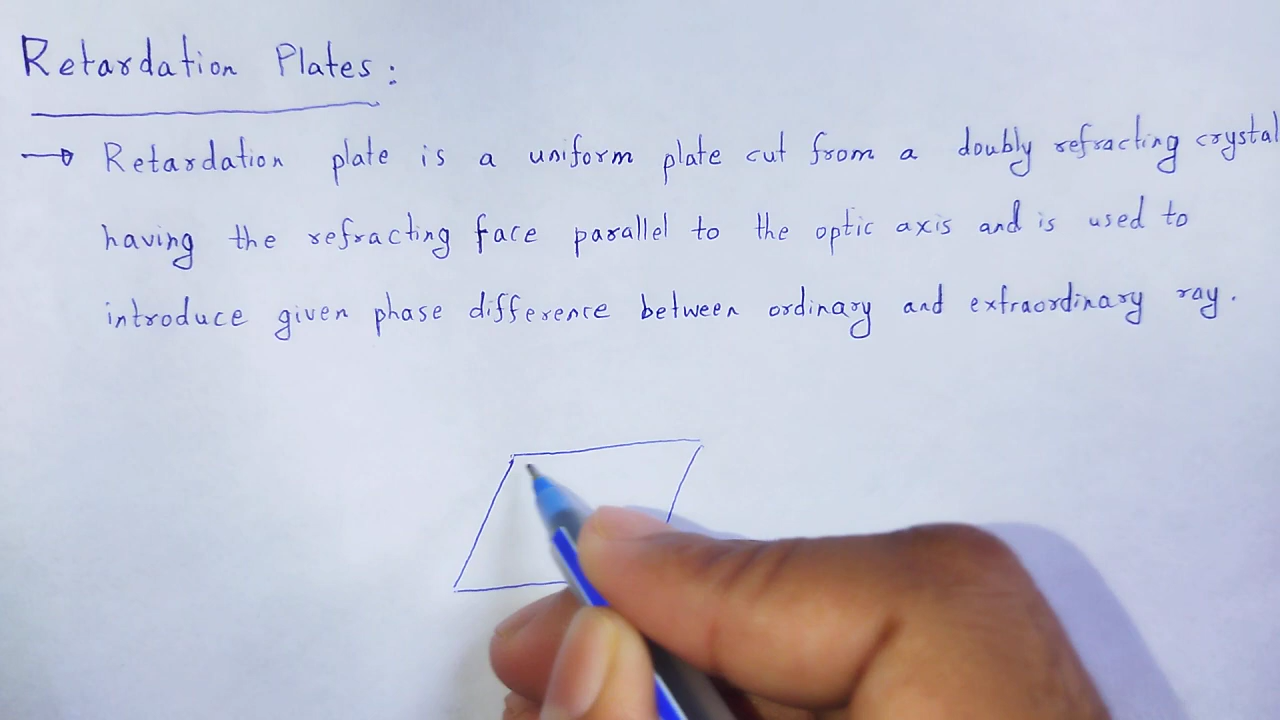 Retardation Plates:
→ Retardation plate is a uniform plate cut from a doubly refracting crystal
having the refracting face parallel to the optic axis and is used to
introduce given phase difference between ordinary and extraordinary ray.